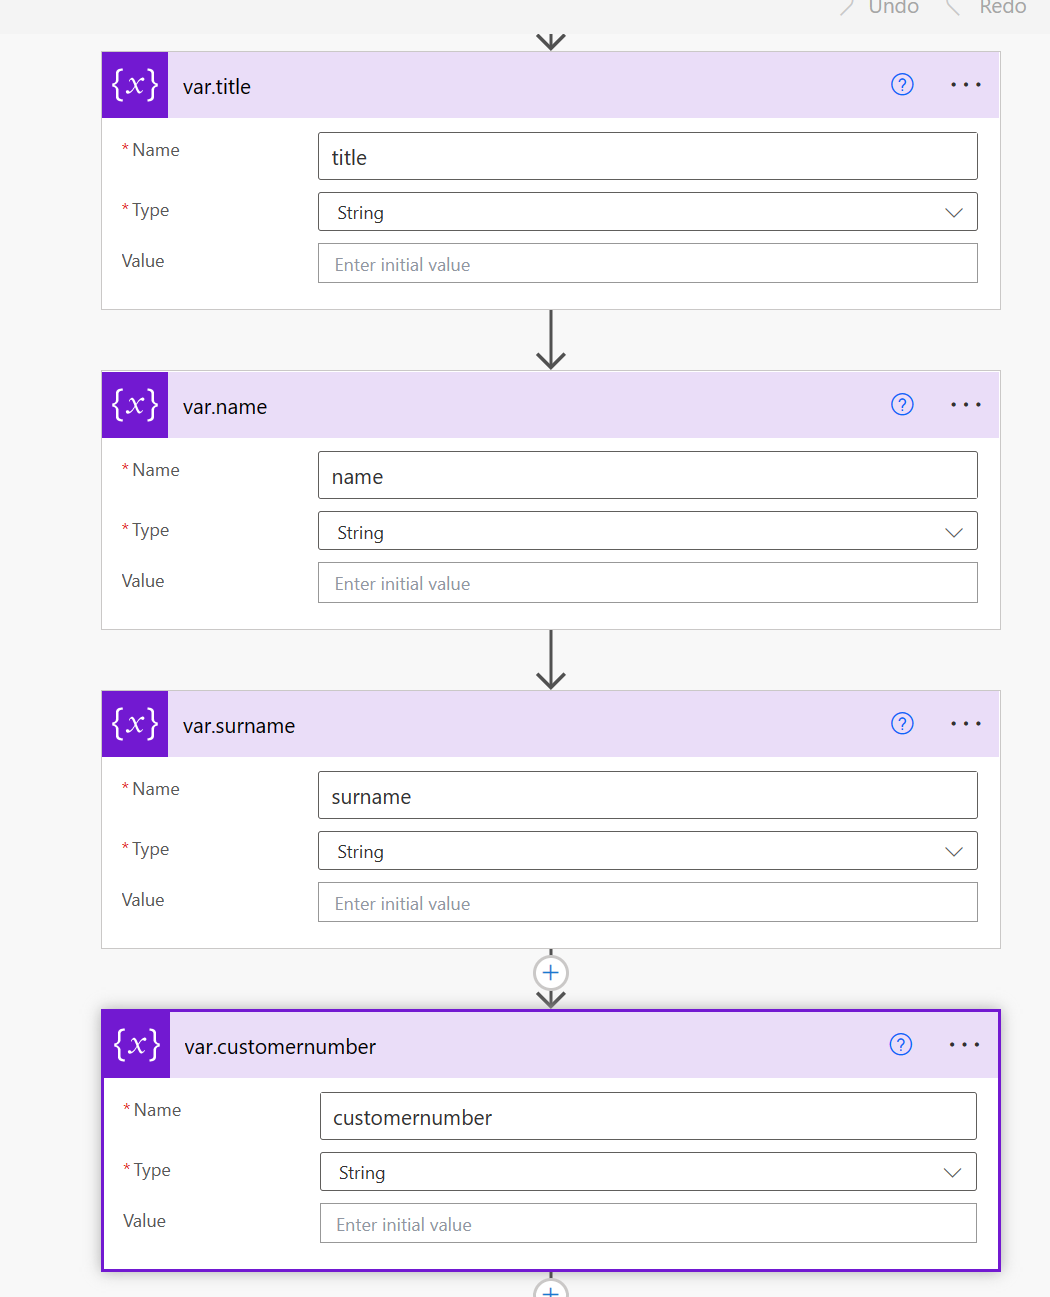 Undo Redo
{x} var.title ? ...
* Name title
* Type String
Value Enter initial value
{x} var.name ? ...
* Name name
* Type String
Value Enter initial value
{x} var.surname ? ...
* Name surname
* Type String
Value Enter initial value
{x} var.customernumber ? ...
* Name customernumber
* Type String
Value Enter initial value